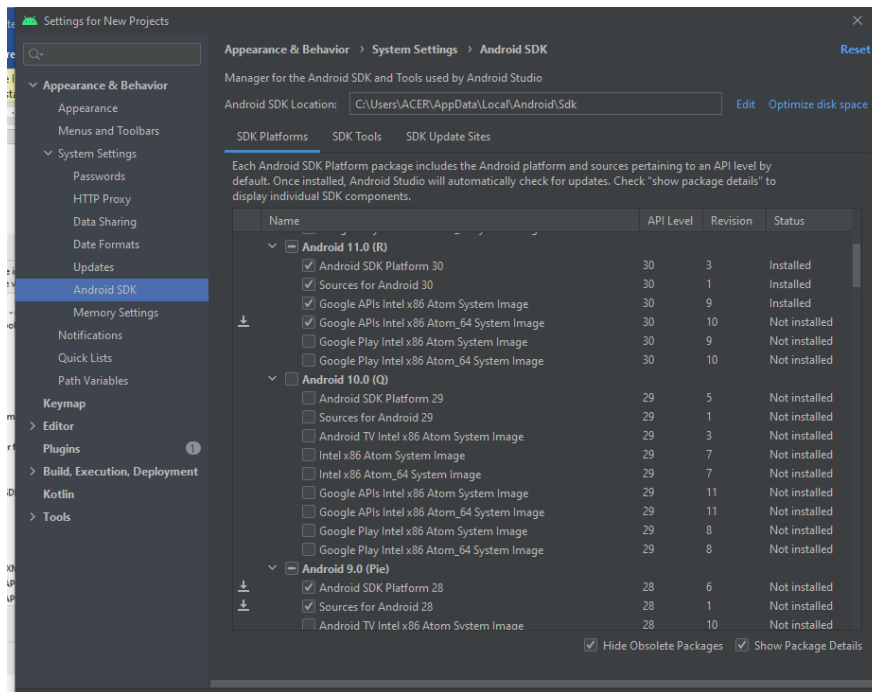 Settings for New Projects
Appearance & Behavior › System Settings › Android SDK
Reset
Manager for the Android SDK and Tools used by Android Studio
Android SDK Location: C:\Users\ACER\AppData\Local\Android\Sdk Edit Optimize disk space
SDK Platforms SDK Tools SDK Update Sites
Each Android SDK Platform package includes the Android platform and sources pertaining to an API level by
default. Once installed, Android Studio will automatically check for updates. Check "show package details" to
display individual SDK components.
Appearance & Behavior
Appearance
Menus and Toolbars
System Settings
Passwords
HTTP Proxy
Data Sharing
Date Formats
Updates
Android SDK
Memory Settings
Notifications
Quick Lists
Path Variables
Keymap
Editor
Plugins 1
Build, Execution, Deployment
Kotlin
Tools
Name API Level Revision Status
Android 11.0 (R)
Android SDK Platform 30 30 3 Installed
Sources for Android 30 30 1 Installed
Google APIs Intel x86 Atom System Image 30 9 Installed
Google APIs Intel x86 Atom_64 System Image 30 10 Not installed
Google Play Intel x86 Atom System Image 30 9 Not installed
Google Play Intel x86 Atom_64 System Image 30 10 Not installed
Android 10.0 (Q)
Android SDK Platform 29 29 5 Not installed
Sources for Android 29 29 1 Not installed
Android TV Intel x86 Atom System Image 29 3 Not installed
Intel x86 Atom System Image 29 7 Not installed
Intel x86 Atom_64 System Image 29 7 Not installed
Google APIs Intel x86 Atom System Image 29 11 Not installed
Google APIs Intel x86 Atom_64 System Image 29 11 Not installed
Google Play Intel x86 Atom System Image 29 8 Not installed
Google Play Intel x86 Atom_64 System Image 29 8 Not installed
Android 9.0 (Pie)
Android SDK Platform 28 28 6 Not installed
Sources for Android 28 28 1 Not installed
Android TV Intel x86 Atom System Image 28 10 Not installed
Hide Obsolete Packages Show Package Details